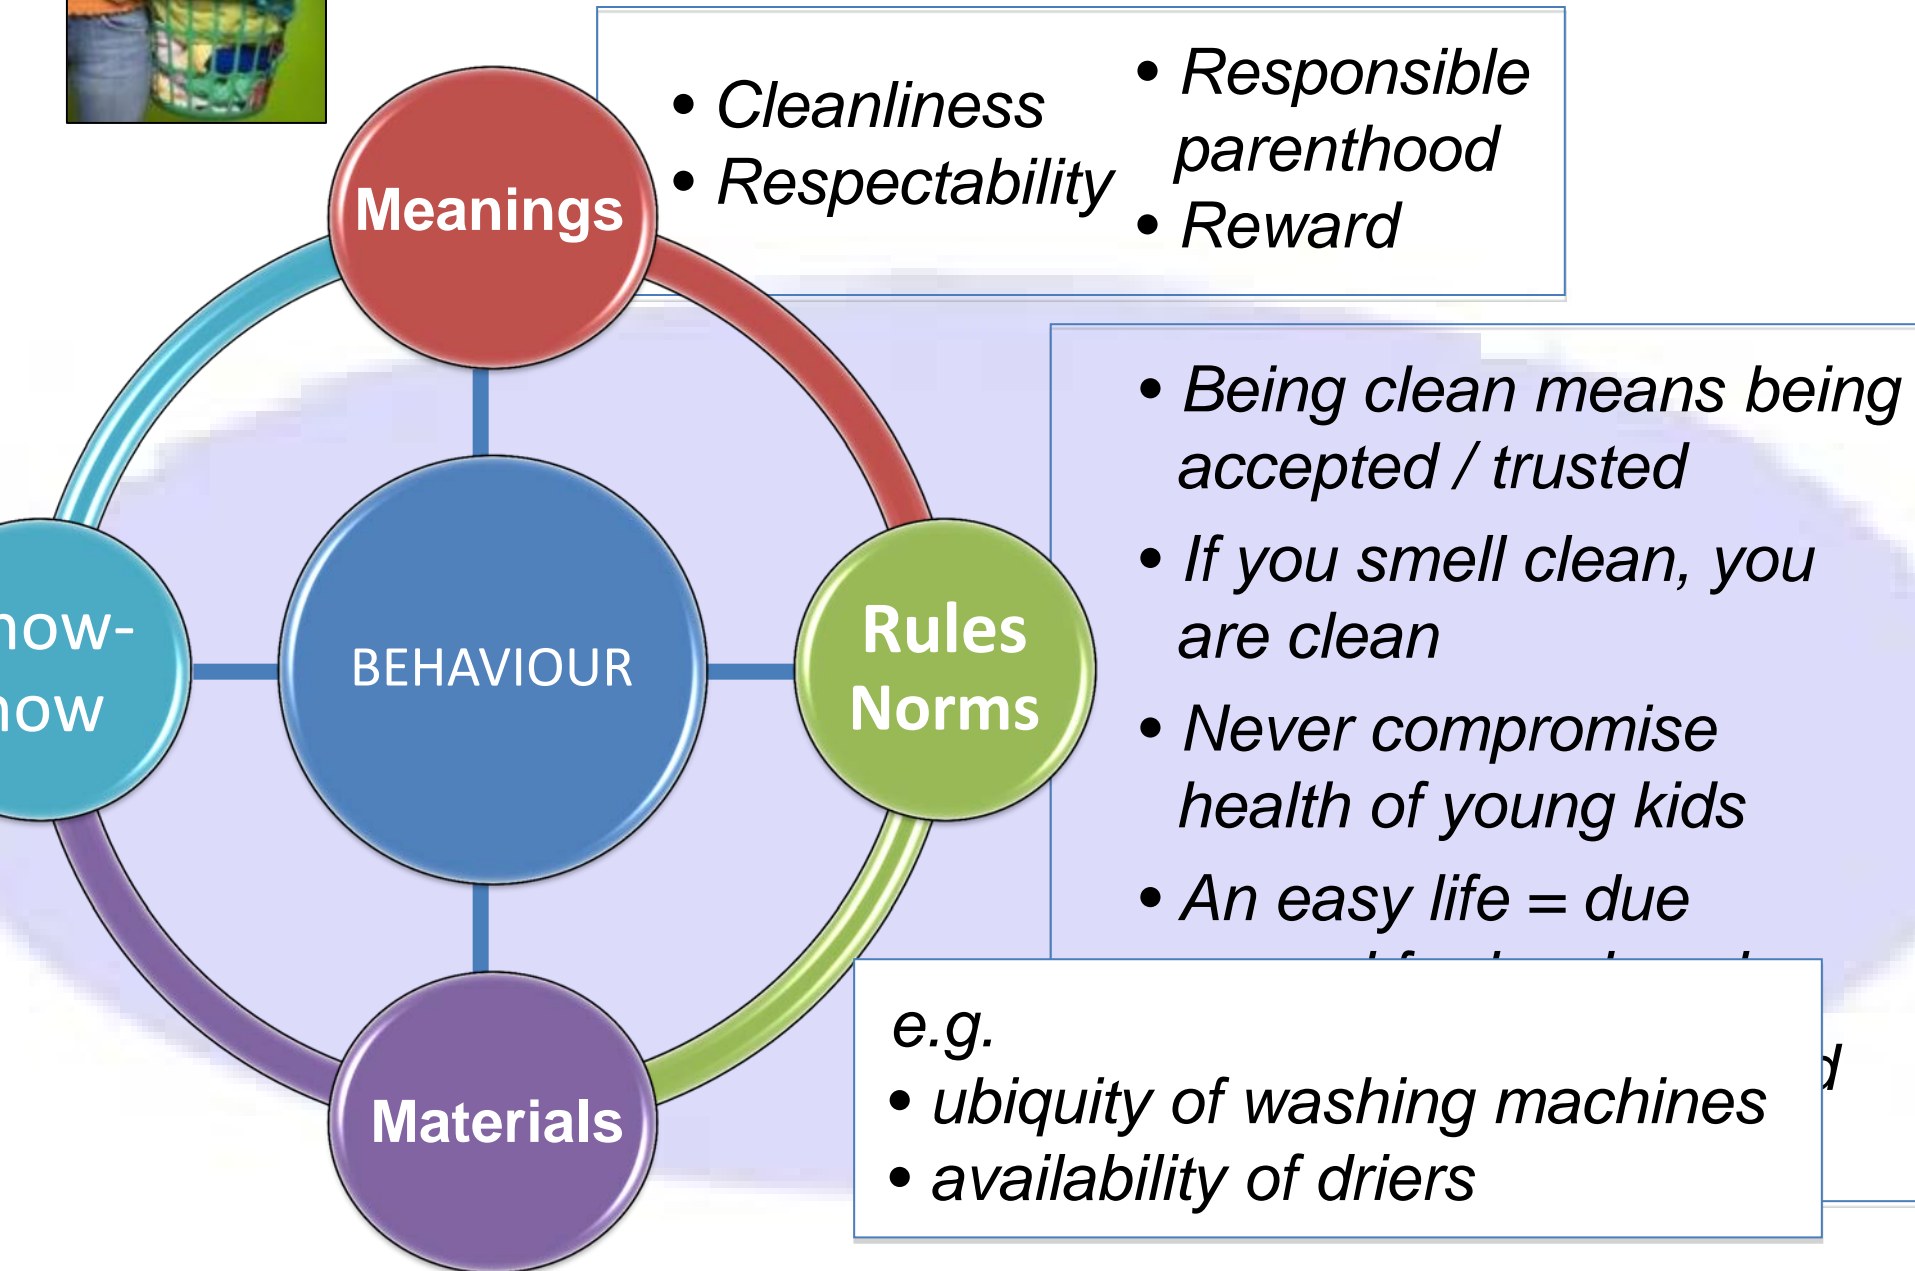 • Cleanliness
• Respectability
• Responsible
parenthood
• Reward
Meanings
• Being clean means being
accepted / trusted
• If you smell clean, you
are clean
• Never compromise
health of young kids
• An easy life = due
BEHAVIOUR
Rules
Norms
Materials
e.g.
• ubiquity of washing machines
• availability of driers